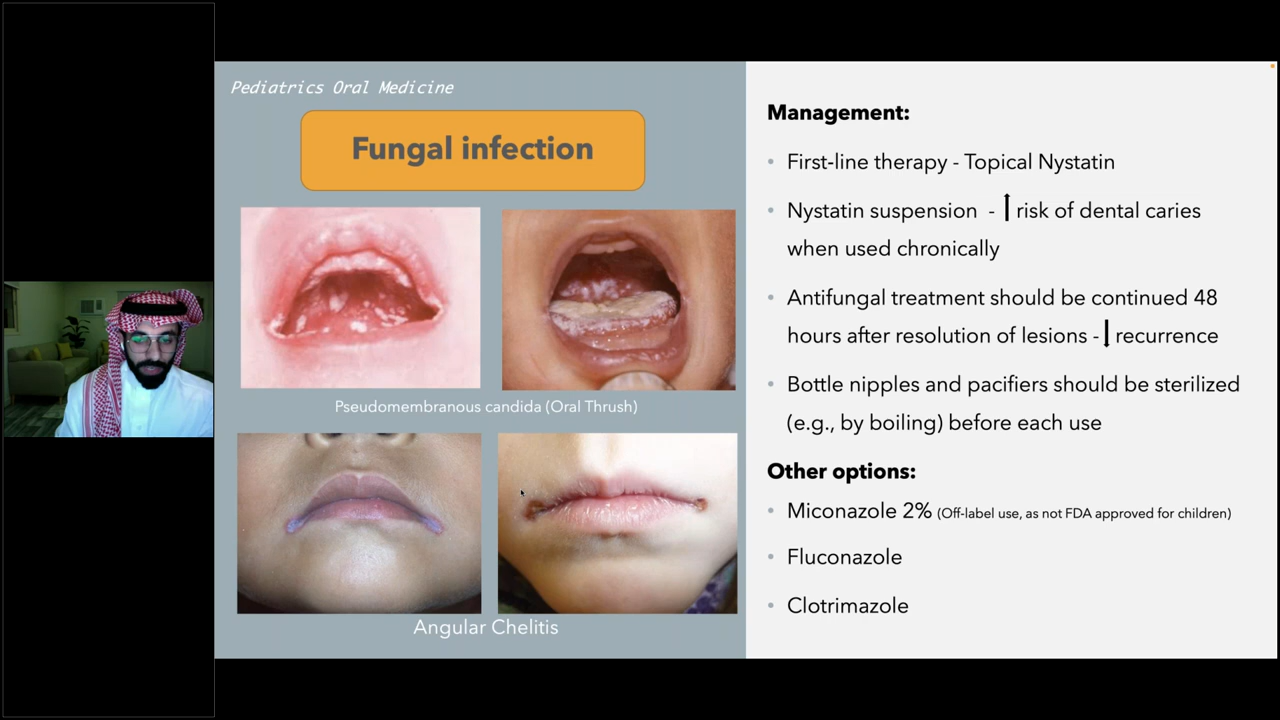 Pediatrics Oral Medicine
Fungal infection
Pseudomembranous candida (Oral Thrush)
Angular Chelitis
Management:
• First-line therapy - Topical Nystatin
• Nystatin suspension - ↑ risk of dental caries
when used chronically
• Antifungal treatment should be continued 48
hours after resolution of lesions - ↓ recurrence
• Bottle nipples and pacifiers should be sterilized
(e.g., by boiling) before each use
Other options:
• Miconazole 2% (Off-label use, as not FDA approved for children)
• Fluconazole
• Clotrimazole